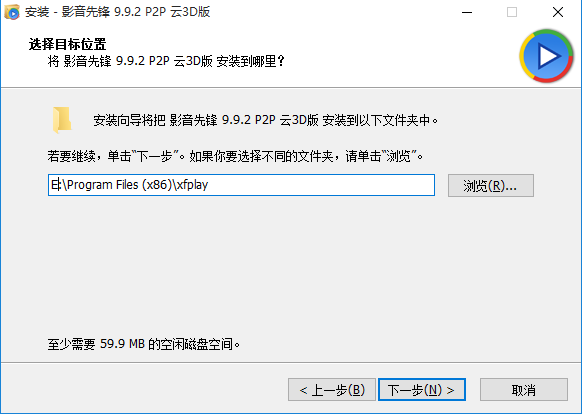 安装 - 影音先锋 9.9.2 P2P 云3D版
选择目标位置
将 影音先锋 9.9.2 P2P 云3D版 安装到哪里？
安装向导将把 影音先锋 9.9.2 P2P 云3D版 安装到以下文件夹中。
若要继续，单击“下一步”。如果你要选择不同的文件夹，请单击“浏览”。
E:\Program Files (x86)\xfplay
浏览(R)...
至少需要 59.9 MB 的空闲磁盘空间。
< 上一步(B)
下一步(N) >
取消